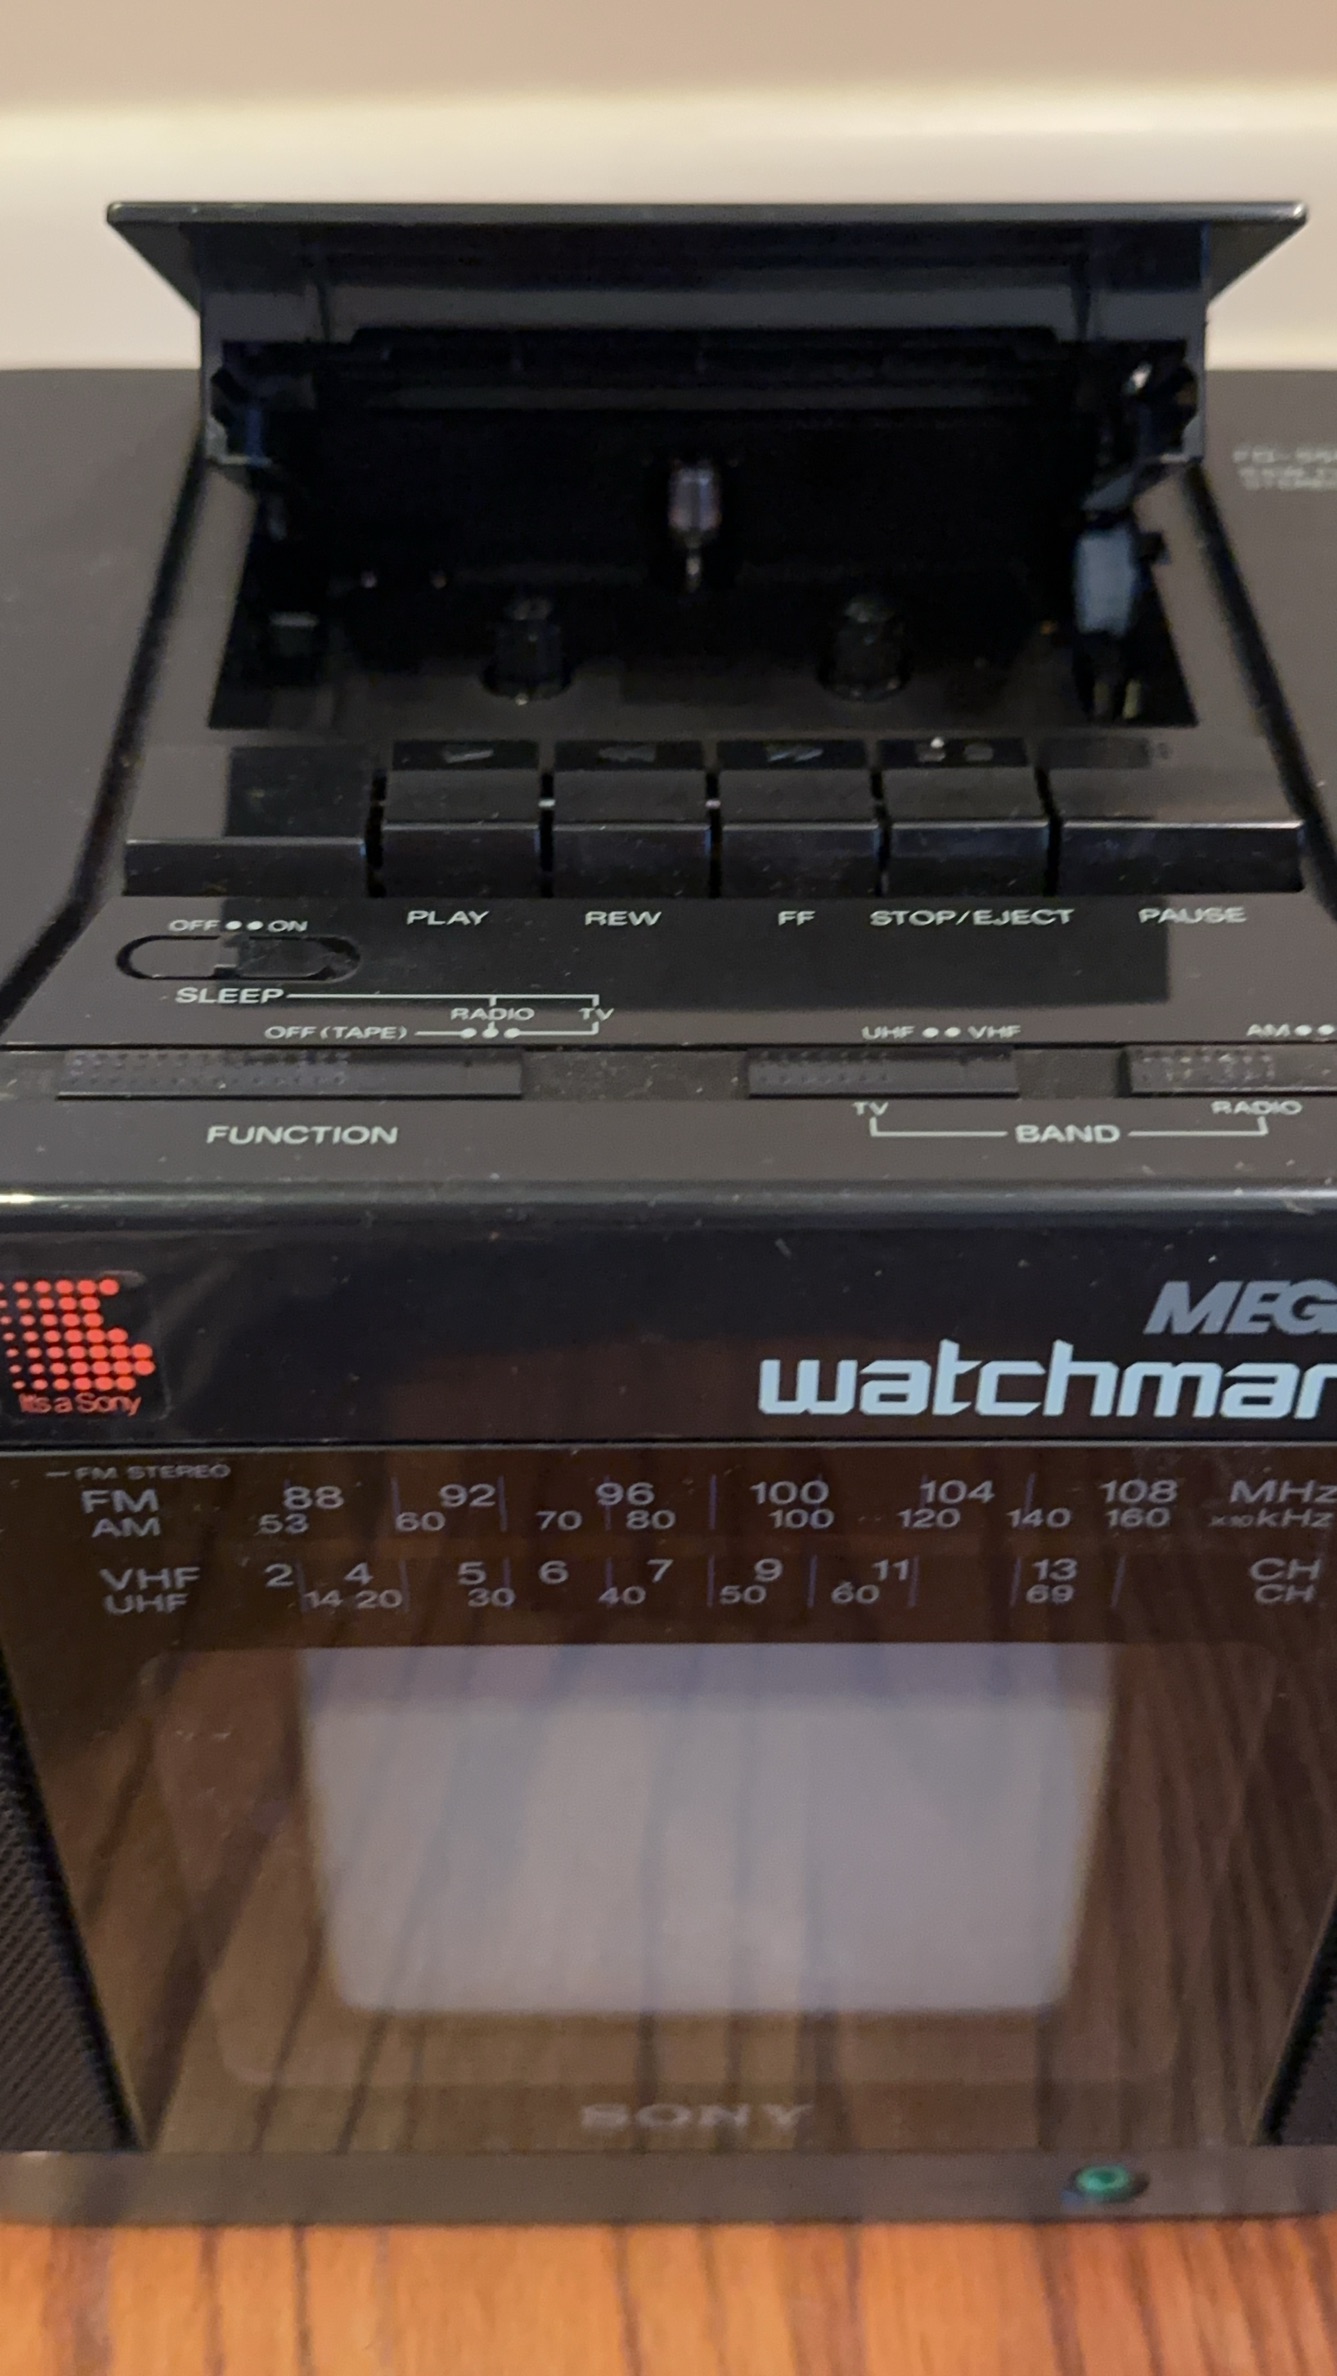 OFF ON
PLAY REW FF STOP/EJECT PAUSE
SLEEP
RADIO TV
OFF (TAPE)
UHF VHF
AM
TV RADIO
FUNCTION
BAND
MEG
watchman
It's a Sony
FM STEREO
FM 88 92 96 100 104 108 MHz
AM 53 60 70 80 100 120 140 160 x10kHz
VHF 2 4 5 6 7 9 11 13 CH
UHF 14 20 30 40 50 60 69 CH
SONY